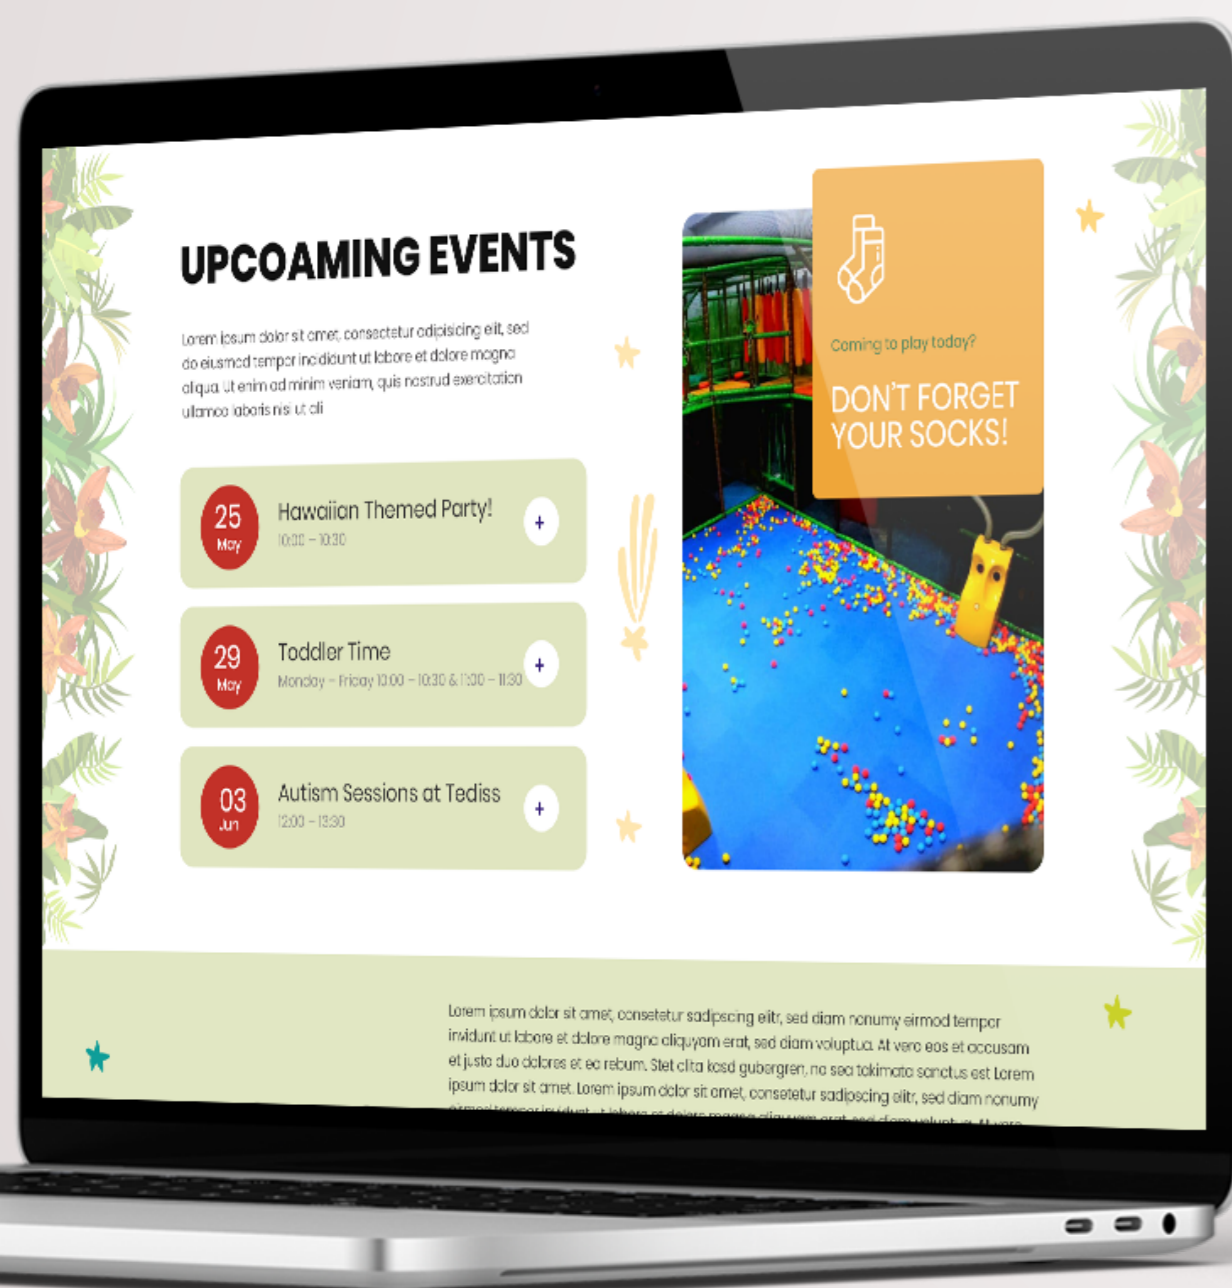 UPCOAMING EVENTS
Lorem ipsum dolor sit amet, consectetur adipisicing elit, sed
do eiusmod tempor incididunt ut labore et dolore magna
aliqua. Ut enim ad minim veniam, quis nostrud exercitation
ullamco laboris nisi ut ali
25
May
Hawaiian Themed Party!
10:00 – 10:30
+
29
May
Toddler Time
Monday – Friday 10:00 – 10:30 & 11:00 – 11:30
+
03
Jun
Autism Sessions at Tediss
12:00 – 13:30
+
Coming to play today?
DON'T FORGET
YOUR SOCKS!
Lorem ipsum dolor sit amet, consetetur sadipscing elitr, sed diam nonumy eirmod tempor
invidunt ut labore et dolore magna aliquyam erat, sed diam voluptua. At vero eos et accusam
et justo duo dolores et ea rebum. Stet clita kasd gubergren, no sea takimata sanctus est Lorem
ipsum dolor sit amet. Lorem ipsum dolor sit amet, consetetur sadipscing elitr, sed diam nonumy